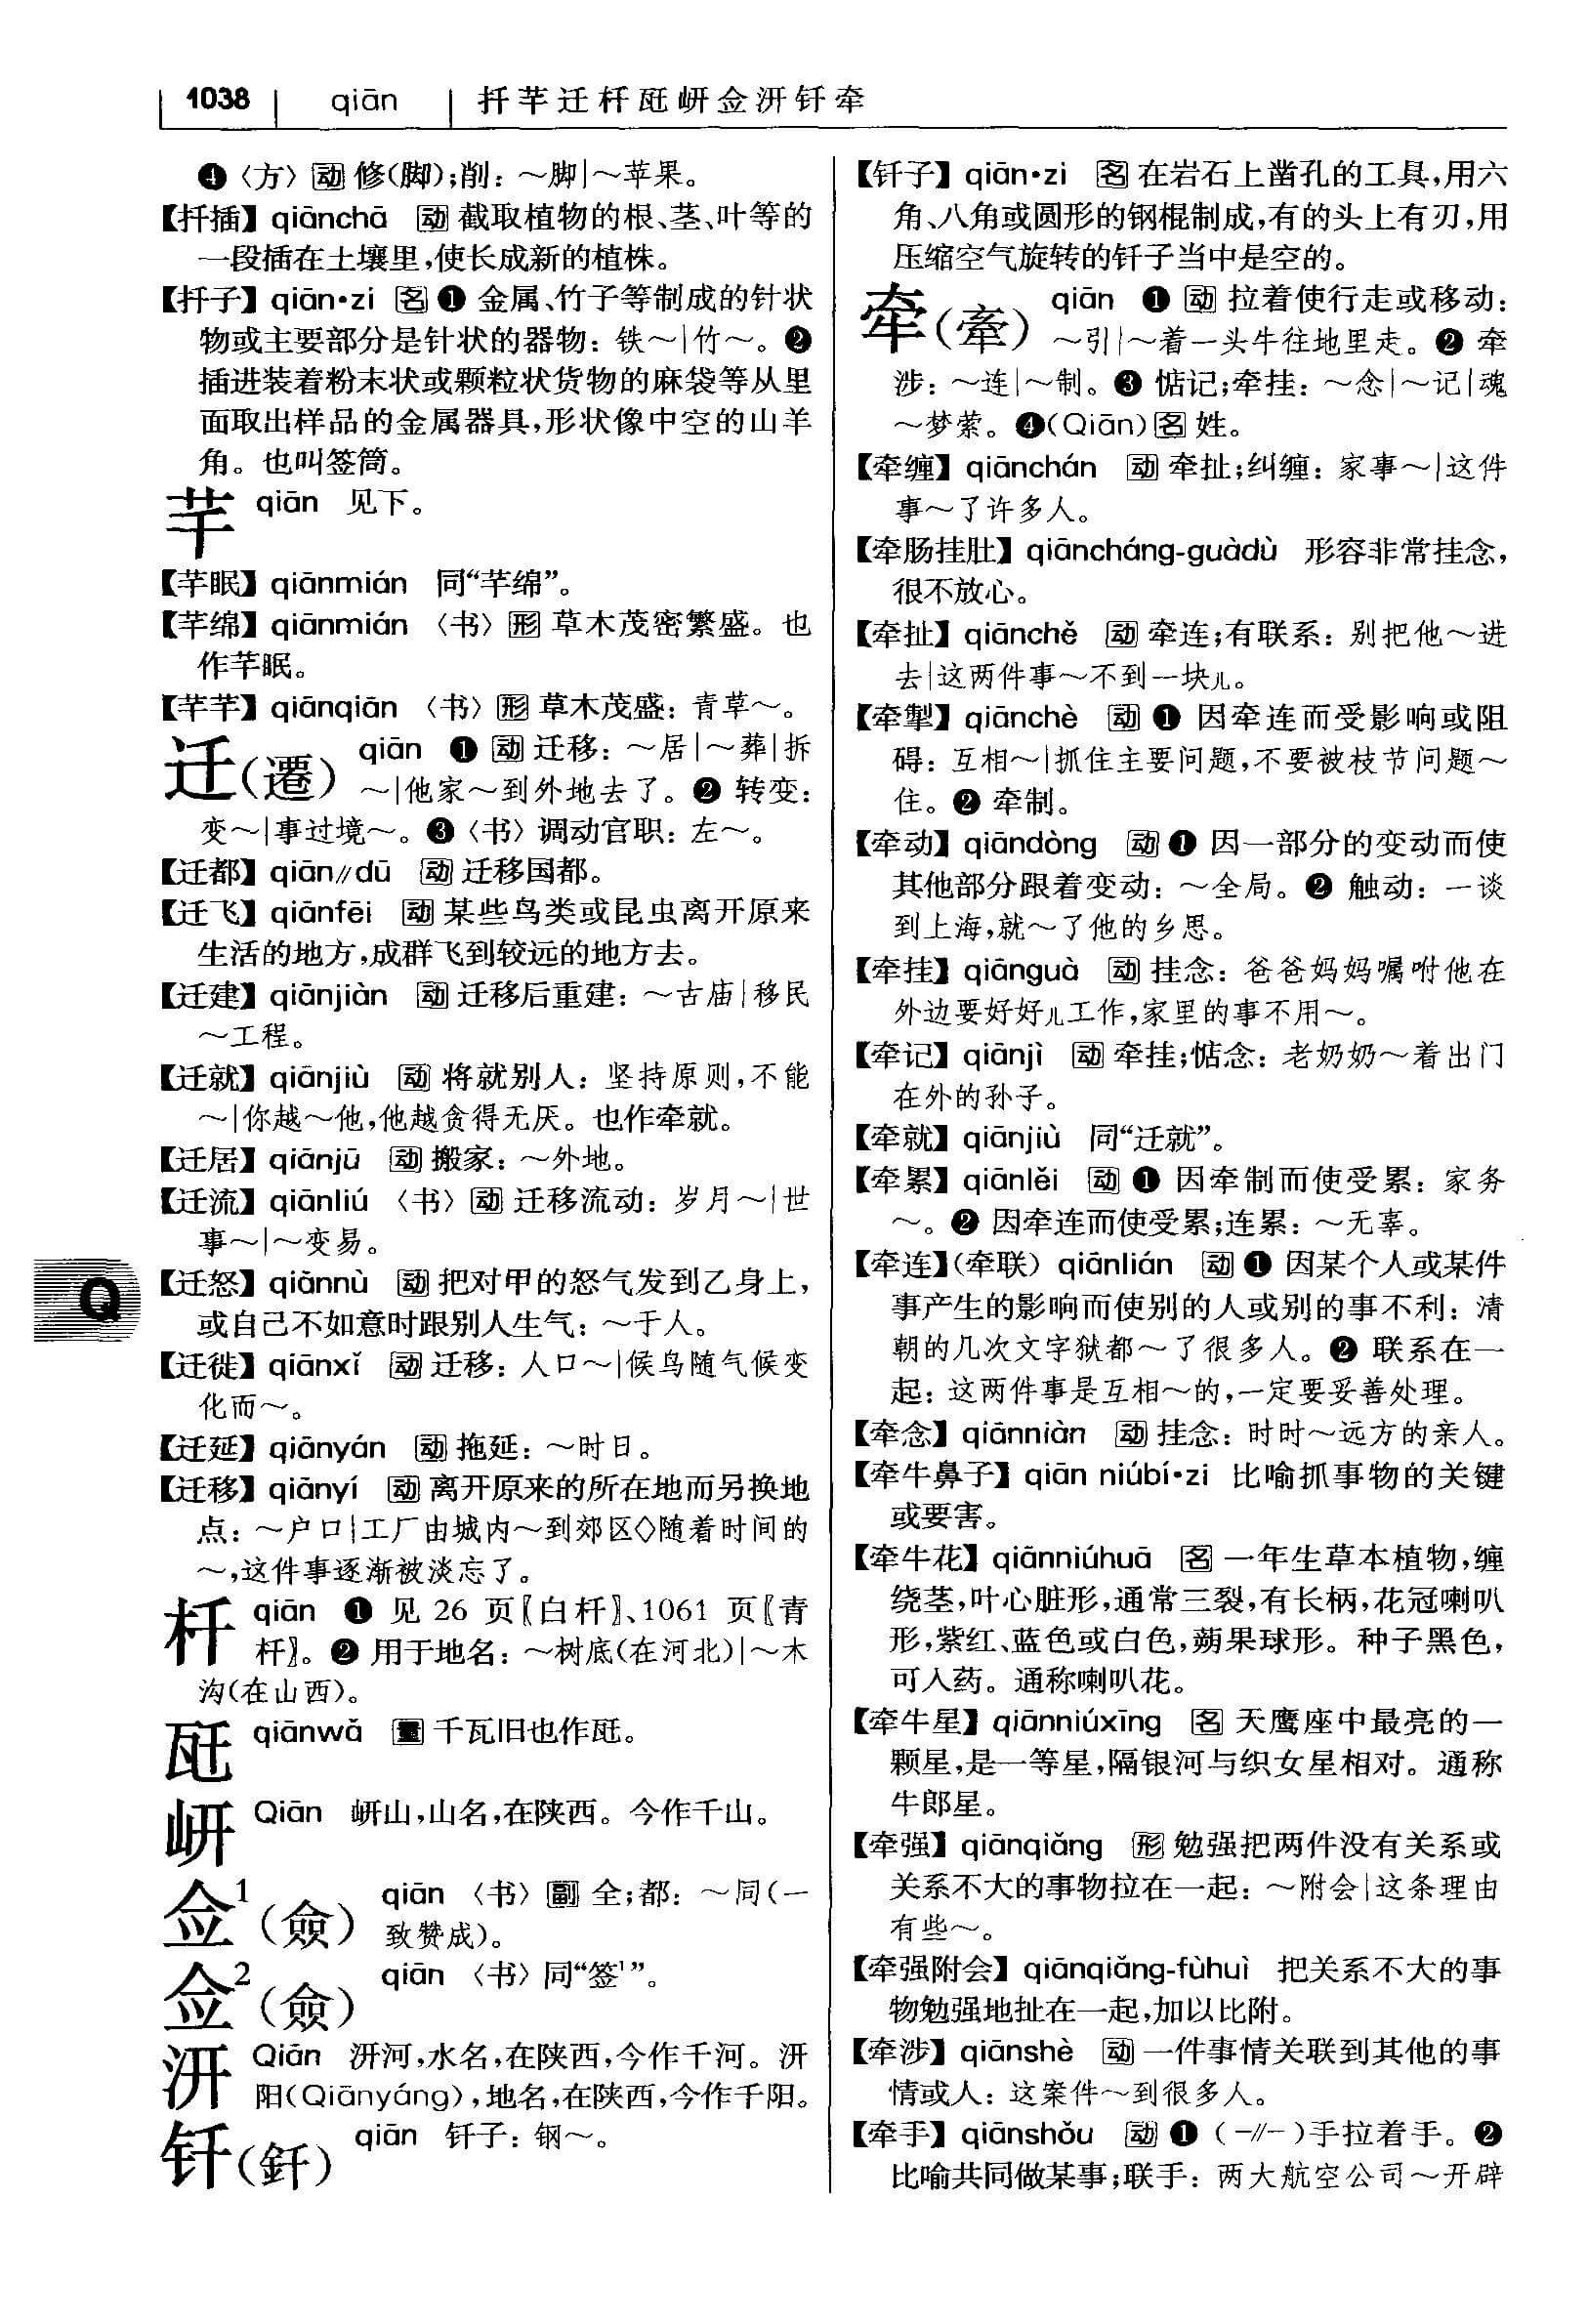 1038 qiān 扦芊迁杄瓩岍佥汧钎牵
❹〈方〉动 修(脚);削：～脚|～苹果。
【扦插】qiānchā 动 截取植物的根、茎、叶等的
一段插在土壤里,使长成新的植株。
【扦子】qiān•zi 名 ❶ 金属、竹子等制成的针状
物或主要部分是针状的器物：铁～|竹～。❷
插进装着粉末状或颗粒状货物的麻袋等从里
面取出样品的金属器具,形状像中空的山羊
角。也叫签筒。
芊 qiān 见下。
【芊眠】qiānmián 同“芊绵”。
【芊绵】qiānmián 〈书〉形 草木茂密繁盛。也
作芊眠。
【芊芊】qiānqiān 〈书〉形 草木茂盛：青草～。
迁(遷) qiān ❶ 动 迁移：～居|～葬|拆
～|他家～到外地去了。❷ 转变：
变～|事过境～。❸〈书〉调动官职：左～。
【迁都】qiān∥dū 动 迁移国都。
【迁飞】qiānfēi 动 某些鸟类或昆虫离开原来
生活的地方,成群飞到较远的地方去。
【迁建】qiānjiàn 动 迁移后重建：～古庙|移民
～工程。
【迁就】qiānjiù 动 将就别人：坚持原则,不能
～|你越～他,他越贪得无厌。也作牵就。
【迁居】qiānjū 动 搬家：～外地。
【迁流】qiānliú 〈书〉动 迁移流动：岁月～|世
事～|～变易。
Q
【迁怒】qiānnù 动 把对甲的怒气发到乙身上,
或自己不如意时跟别人生气：～于人。
【迁徙】qiānxǐ 动 迁移：人口～|候鸟随气候变
化而～。
【迁延】qiānyán 动 拖延：～时日。
【迁移】qiānyí 动 离开原来的所在地而另换地
点：～户口|工厂由城内～到郊区◇随着时间的
～,这件事逐渐被淡忘了。
杄 qiān ❶ 见 26 页〖白杄〗、1061 页〖青
杄〗。❷ 用于地名：～树底(在河北)|～木
沟(在山西)。
瓩 qiānwǎ 量 千瓦旧也作瓩。
岍 Qiān 岍山,山名,在陕西。今作千山。
佥¹(僉) qiān 〈书〉副 全;都：～同(一
致赞成)。
佥²(僉) qiān 〈书〉同“签¹”。
汧 Qiān 汧河,水名,在陕西,今作千河。汧
阳(Qiānyáng),地名,在陕西,今作千阳。
钎(釺) qiān 钎子：钢～。
【钎子】qiān•zi 名 在岩石上凿孔的工具,用六
角、八角或圆形的钢棍制成,有的头上有刃,用
压缩空气旋转的钎子当中是空的。
牵(牽) qiān ❶ 动 拉着使行走或移动：
～引|～着一头牛往地里走。❷ 牵
涉：～连|～制。❸ 惦记;牵挂：～念|～记|魂
～梦萦。❹(Qiān)名 姓。
【牵缠】qiānchán 动 牵扯;纠缠：家事～|这件
事～了许多人。
【牵肠挂肚】qiāncháng-guàdù 形容非常挂念,
很不放心。
【牵扯】qiānchě 动 牵连;有联系：别把他～进
去|这两件事～不到一块儿。
【牵掣】qiānchè 动 ❶ 因牵连而受影响或阻
碍：互相～|抓住主要问题,不要被枝节问题～
住。❷ 牵制。
【牵动】qiāndòng 动 ❶ 因一部分的变动而使
其他部分跟着变动：～全局。❷ 触动：一谈
到上海,就～了他的乡思。
【牵挂】qiānguà 动 挂念：爸爸妈妈嘱咐他在
外边要好好儿工作,家里的事不用～。
【牵记】qiānjì 动 牵挂;惦念：老奶奶～着出门
在外的孙子。
【牵就】qiānjiù 同“迁就”。
【牵累】qiānlěi 动 ❶ 因牵制而使受累：家务
～。❷ 因牵连而使受累;连累：～无辜。
【牵连】(牵联) qiānlián 动 ❶ 因某个人或某件
事产生的影响而使别的人或别的事不利：清
朝的几次文字狱都～了很多人。❷ 联系在一
起：这两件事是互相～的,一定要妥善处理。
【牵念】qiānniàn 动 挂念：时时～远方的亲人。
【牵牛鼻子】qiān niúbí•zi 比喻抓事物的关键
或要害。
【牵牛花】qiānniúhuā 名 一年生草本植物,缠
绕茎,叶心脏形,通常三裂,有长柄,花冠喇叭
形,紫红、蓝色或白色,蒴果球形。种子黑色,
可入药。通称喇叭花。
【牵牛星】qiānniúxīng 名 天鹰座中最亮的一
颗星,是一等星,隔银河与织女星相对。通称
牛郎星。
【牵强】qiānqiǎng 形 勉强把两件没有关系或
关系不大的事物拉在一起：～附会|这条理由
有些～。
【牵强附会】qiānqiǎng-fùhuì 把关系不大的事
物勉强地扯在一起,加以比附。
【牵涉】qiānshè 动 一件事情关联到其他的事
情或人：这案件～到很多人。
【牵手】qiānshǒu 动 ❶ (－∥－)手拉着手。❷
比喻共同做某事;联手：两大航空公司～开辟